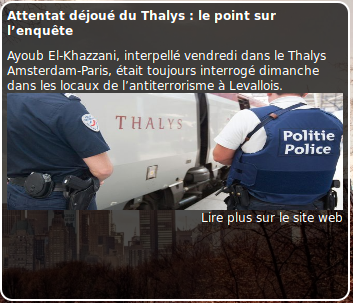 Attentat déjoué du Thalys : le point sur
l’enquête
Ayoub El-Khazzani, interpellé vendredi dans le Thalys
Amsterdam-Paris, était toujours interrogé dimanche
dans les locaux de l’antiterrorisme à Levallois.
THALYS
Politie
Police
Lire plus sur le site web